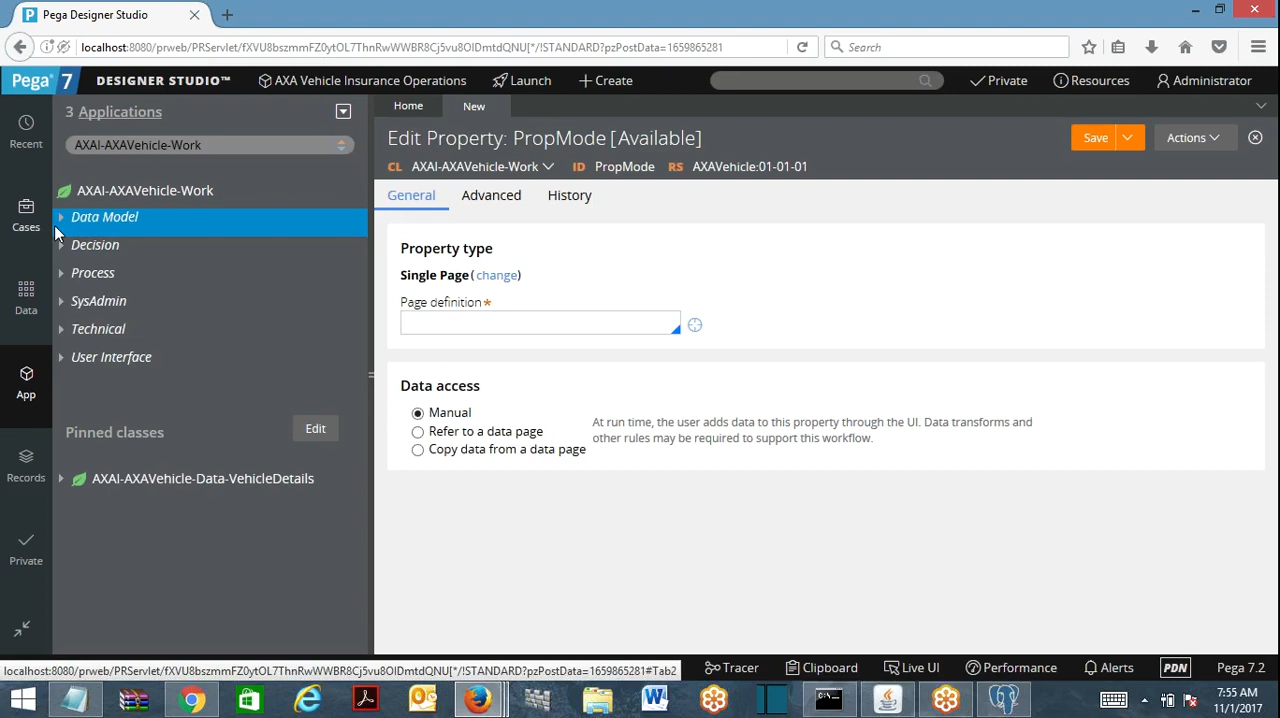 Pega Designer Studio
localhost:8080/prweb/PRServlet/fXVU8bszmmFZ0ytOL7ThnRwWWBR8Cj5vu8OIDmtdQNU[*/!STANDARD?pzPostData=1659865281
Search
Pega 7
DESIGNER STUDIO™
AXA Vehicle Insurance Operations
Launch
Create
Private
Resources
Administrator
Recent
Cases
Data
App
Records
Private
3 Applications
AXAI-AXAVehicle-Work
AXAI-AXAVehicle-Work
Data Model
Decision
Process
SysAdmin
Technical
User Interface
Pinned classes
Edit
AXAI-AXAVehicle-Data-VehicleDetails
Home
New
Edit Property: PropMode [Available]
Save
Actions
CL AXAI-AXAVehicle-Work ID PropMode RS AXAVehicle:01-01-01
General
Advanced
History
Property type
Single Page (change)
Page definition *
Data access
Manual
Refer to a data page
Copy data from a data page
At run time, the user adds data to this property through the UI. Data transforms and
other rules may be required to support this workflow.
localhost:8080/prweb/PRServlet/fXVU8bszmmFZ0ytOL7ThnRwWWBR8Cj5vu8OIDmtdQNU[*/!STANDARD?pzPostData=1659865281#Tab2
Tracer
Clipboard
Live UI
Performance
Alerts
PDN
Pega 7.2
7:55 AM
11/1/2017